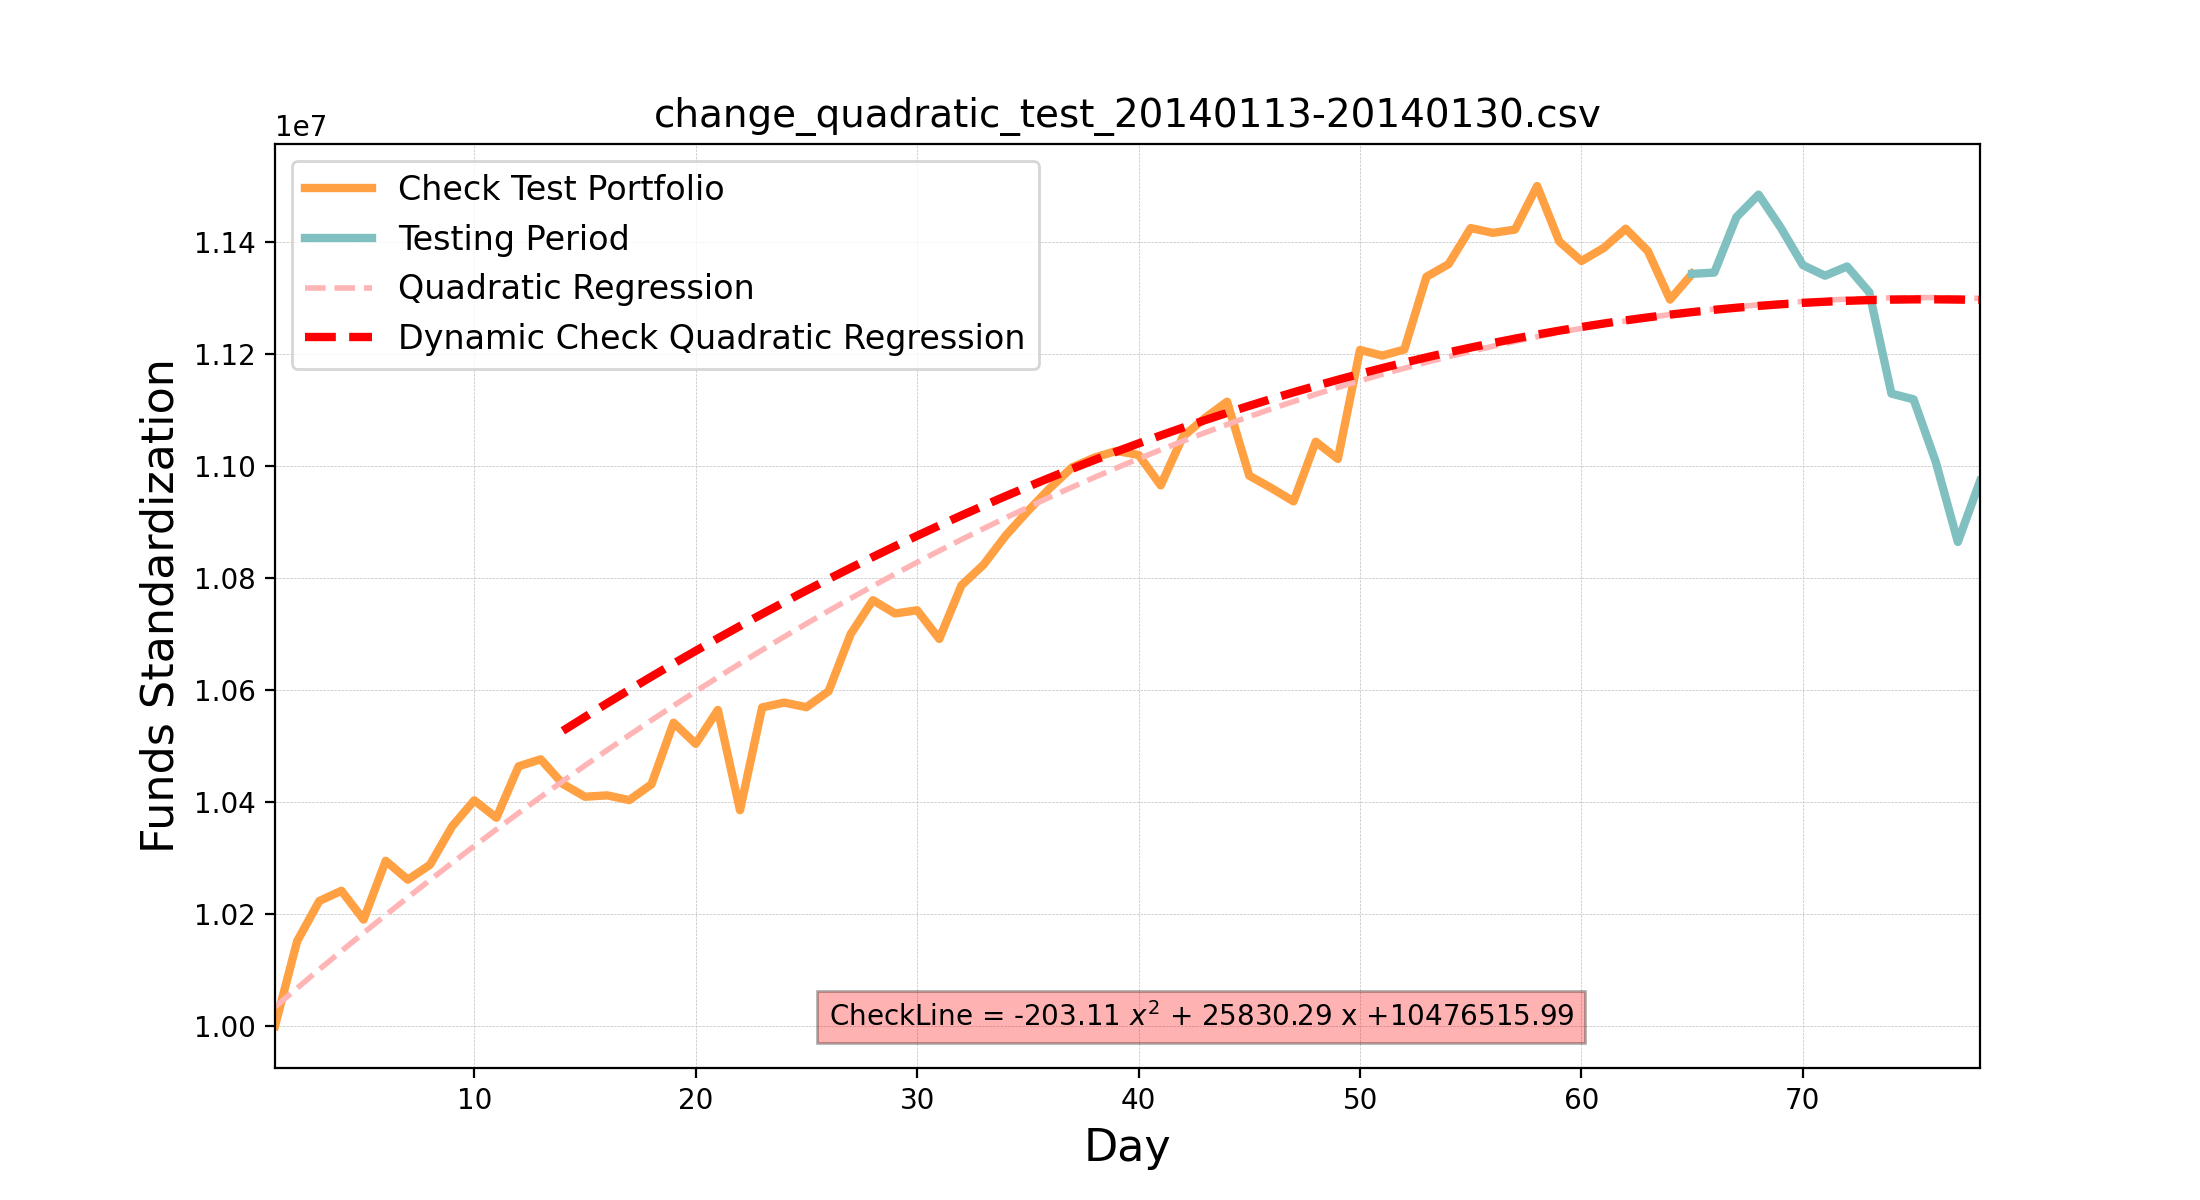 change_quadratic_test_20140113-20140130.csv
1e7
Check Test Portfolio
Testing Period
Quadratic Regression
Dynamic Check Quadratic Regression
1.14
1.12
1.10
1.08
1.06
1.04
1.02
1.00
Funds Standardization
CheckLine = -203.11 x² + 25830.29 x +10476515.99
10 20 30 40 50 60 70
Day